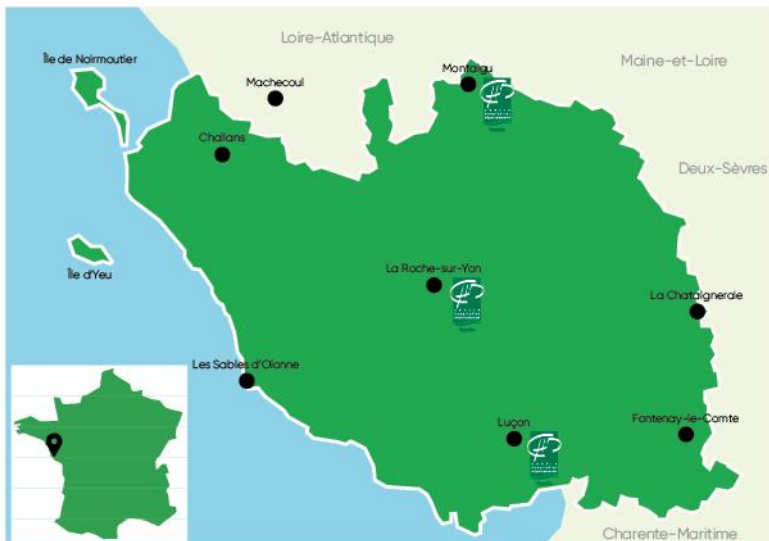 Loire-Atlantique
Île de Noirmoutier
Maine-et-Loire
Montaigu
Machecoul
Challans
Deux-Sèvres
La Roche-sur-Yon
Île d'Yeu
La Chataigneraie
Les Sables d'Olonne
Luçon
Fontenay-le-Comte
Charente-Maritime